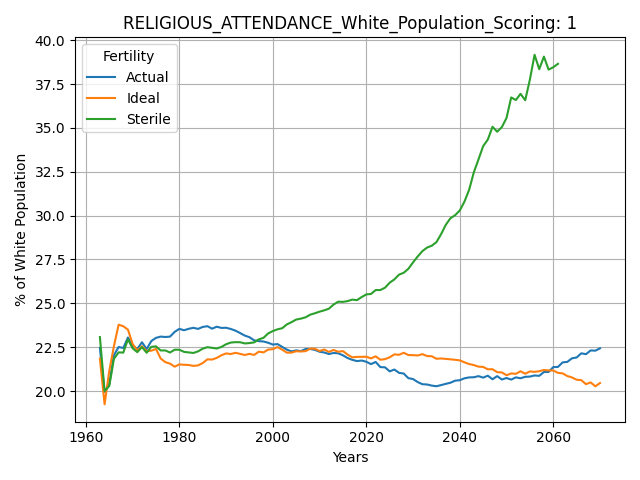 RELIGIOUS_ATTENDANCE_White_Population_Scoring: 1
40.0
37.5
35.0
32.5
30.0
27.5
25.0
22.5
20.0
% of White Population
Fertility
Actual
Ideal
Sterile
1960 1980 2000 2020 2040 2060
Years